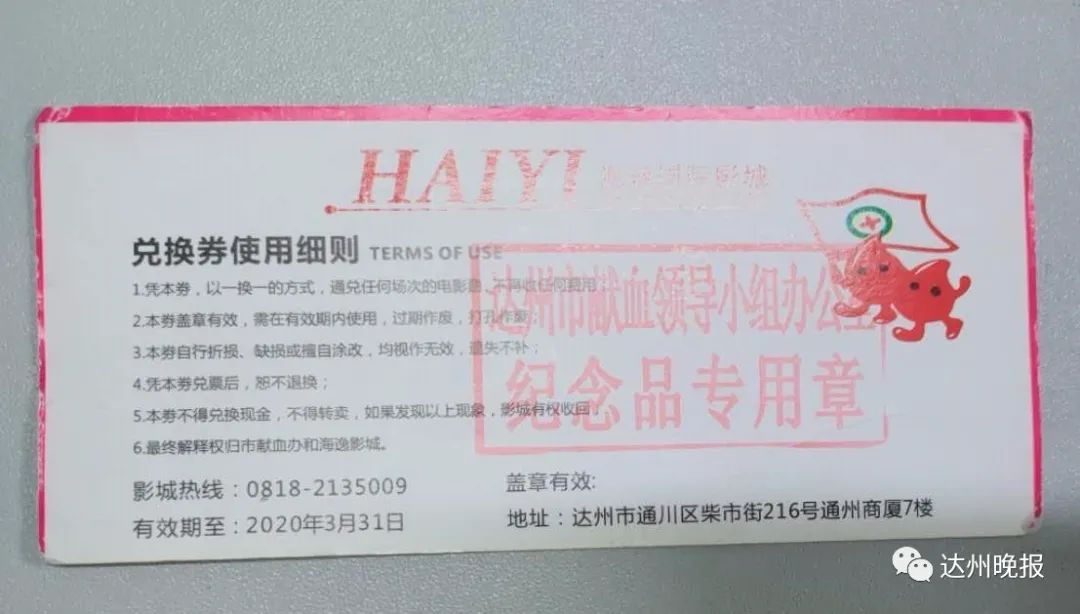 HAIYI 海逸国际影城
兑换券使用细则 TERMS OF USE
1.凭本券，以一换一的方式，通兑任何场次的电影票，不再收任何费用；
2.本券盖章有效，需在有效期内使用，过期作废，打孔作废；
3.本券自行折损、缺损或擅自涂改，均视作无效，遗失不补；
4.凭本券兑票后，恕不退换；
5.本券不得兑换现金，不得转卖，如果发现以上现象，影城有权收回；
6.最终解释权归市献血办和海逸影城。
达州市献血领导小组办公室
纪念品专用章
影城热线：0818-2135009
盖章有效:
有效期至：2020年3月31日
地址：达州市通川区柴市街216号通州商厦7楼
达州晚报